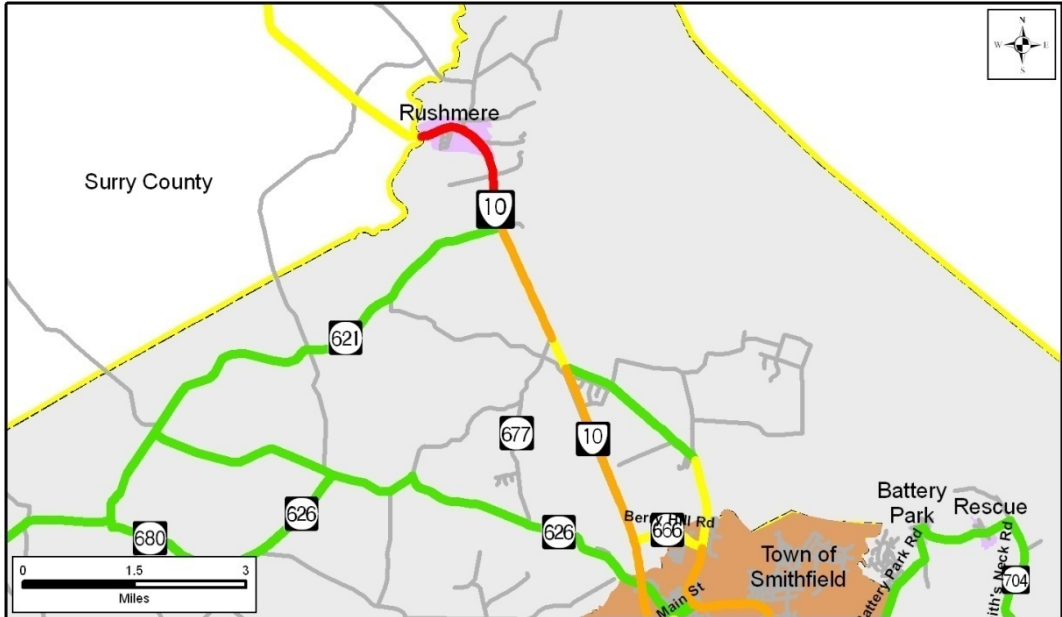 N
W E
S
Rushmere
Surry County
10
621
677
10
Battery
Park
Rescue
626
680
626
Berry Hill Rd
666
Town of
Smithfield
Battery Park Rd
ith's Neck Rd
704
Main St
0 1.5 3
Miles